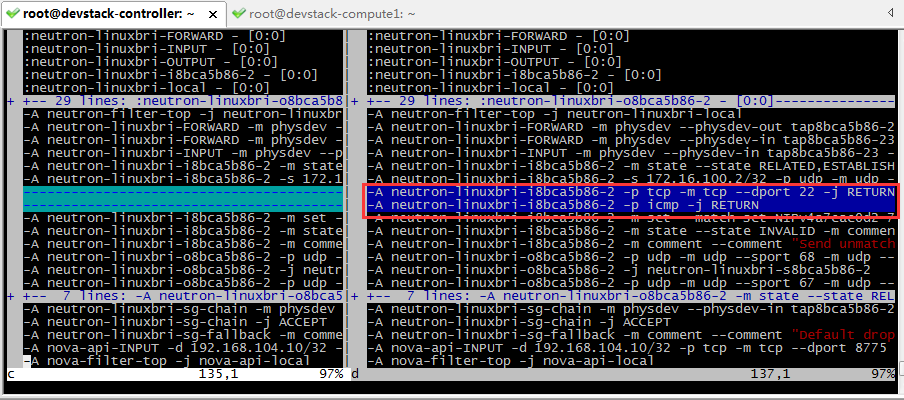 root@devstack-controller: ~ × root@devstack-compute1: ~
:neutron-linuxbri-FORWARD - [0:0]
:neutron-linuxbri-INPUT - [0:0]
:neutron-linuxbri-OUTPUT - [0:0]
:neutron-linuxbri-i8bca5b86-2 - [0:0]
:neutron-linuxbri-local - [0:0]
+ +-- 29 lines: :neutron-linuxbri-o8bca5b8
-A neutron-filter-top -j neutron-linuxbr
-A neutron-linuxbri-FORWARD -m physdev -
-A neutron-linuxbri-FORWARD -m physdev -
-A neutron-linuxbri-INPUT -m physdev --p
-A neutron-linuxbri-i8bca5b86-2 -m state
-A neutron-linuxbri-i8bca5b86-2 -s 172.1
-A neutron-linuxbri-i8bca5b86-2 -m set -
-A neutron-linuxbri-i8bca5b86-2 -m state
-A neutron-linuxbri-i8bca5b86-2 -m comme
-A neutron-linuxbri-o8bca5b86-2 -p udp -
-A neutron-linuxbri-o8bca5b86-2 -j neutr
-A neutron-linuxbri-o8bca5b86-2 -p udp -
+ +-- 7 lines: -A neutron-linuxbri-o8bca5
-A neutron-linuxbri-sg-chain -m physdev
-A neutron-linuxbri-sg-chain -j ACCEPT
-A neutron-linuxbri-sg-fallback -m comme
-A nova-api-INPUT -d 192.168.104.10/32 -
-A nova-filter-top -j nova-api-local
c 135,1 97%
:neutron-linuxbri-FORWARD - [0:0]
:neutron-linuxbri-INPUT - [0:0]
:neutron-linuxbri-OUTPUT - [0:0]
:neutron-linuxbri-i8bca5b86-2 - [0:0]
:neutron-linuxbri-local - [0:0]
+ +-- 29 lines: :neutron-linuxbri-o8bca5b86-2 - [0:0]-----------------
-A neutron-filter-top -j neutron-linuxbri-local
-A neutron-linuxbri-FORWARD -m physdev --physdev-out tap8bca5b86-2
-A neutron-linuxbri-FORWARD -m physdev --physdev-in tap8bca5b86-23
-A neutron-linuxbri-INPUT -m physdev --physdev-in tap8bca5b86-23 -
-A neutron-linuxbri-i8bca5b86-2 -m state --state RELATED,ESTABLISH
-A neutron-linuxbri-i8bca5b86-2 -s 172.16.100.2/32 -p udp -m udp -
-A neutron-linuxbri-i8bca5b86-2 -p tcp -m tcp --dport 22 -j RETURN
-A neutron-linuxbri-i8bca5b86-2 -p icmp -j RETURN
-A neutron-linuxbri-i8bca5b86-2 -m set --match-set NIPv4a7eac0d2-7
-A neutron-linuxbri-i8bca5b86-2 -m state --state INVALID -m commen
-A neutron-linuxbri-i8bca5b86-2 -m comment --comment "Send unmatch
-A neutron-linuxbri-o8bca5b86-2 -p udp -m udp --sport 68 -m udp --
-A neutron-linuxbri-o8bca5b86-2 -j neutron-linuxbri-s8bca5b86-2
-A neutron-linuxbri-o8bca5b86-2 -p udp -m udp --sport 67 -m udp --
+ +-- 7 lines: -A neutron-linuxbri-o8bca5b86-2 -m state --state REL
-A neutron-linuxbri-sg-chain -m physdev --physdev-in tap8bca5b86-2
-A neutron-linuxbri-sg-chain -j ACCEPT
-A neutron-linuxbri-sg-fallback -m comment --comment "Default drop
-A nova-api-INPUT -d 192.168.104.10/32 -p tcp -m tcp --dport 8775
-A nova-filter-top -j nova-api-local
d 137,1 97%